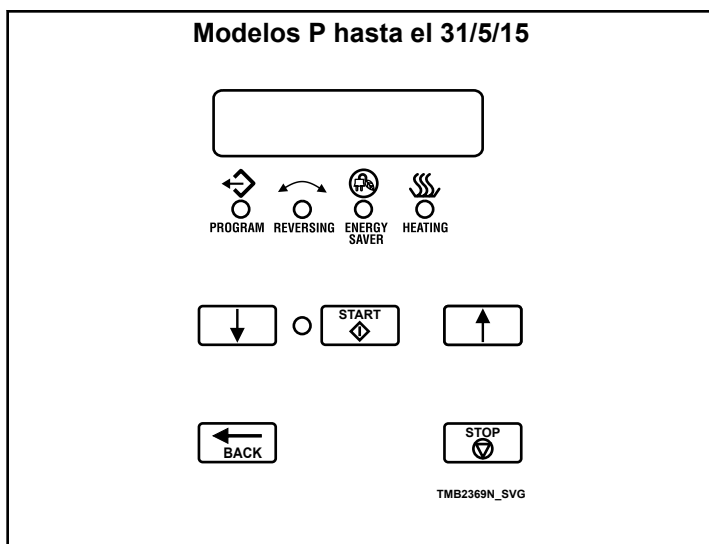 Modelos P hasta el 31/5/15
PROGRAM REVERSING ENERGY SAVER HEATING
START
BACK
STOP
TMB2369N_SVG